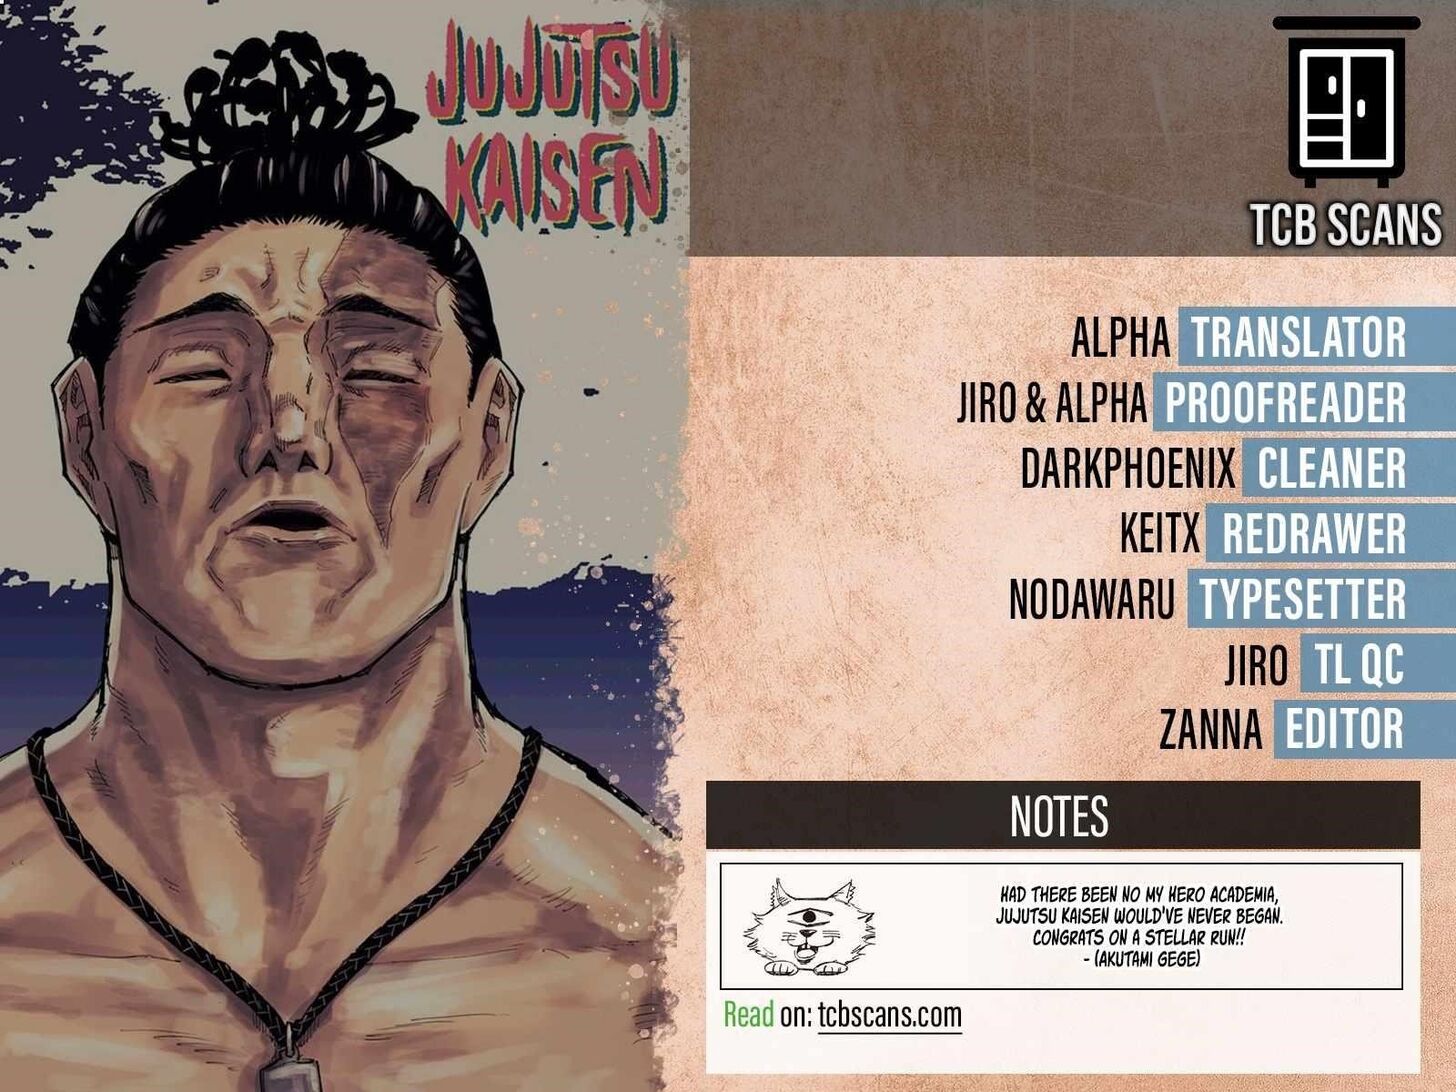 JUJUTSU
KAISEN
TCB SCANS
ALPHA TRANSLATOR
JIRO & ALPHA PROOFREADER
DARKPHOENIX CLEANER
KEITX REDRAWER
NODAWARU TYPESETTER
JIRO TL QC
ZANNA EDITOR
NOTES
HAD THERE BEEN NO MY HERO ACADEMIA,
JUJUTSU KAISEN WOULD'VE NEVER BEGAN.
CONGRATS ON A STELLAR RUN!!
- (AKUTAMI GEGE)
Read on: tcbscans.com